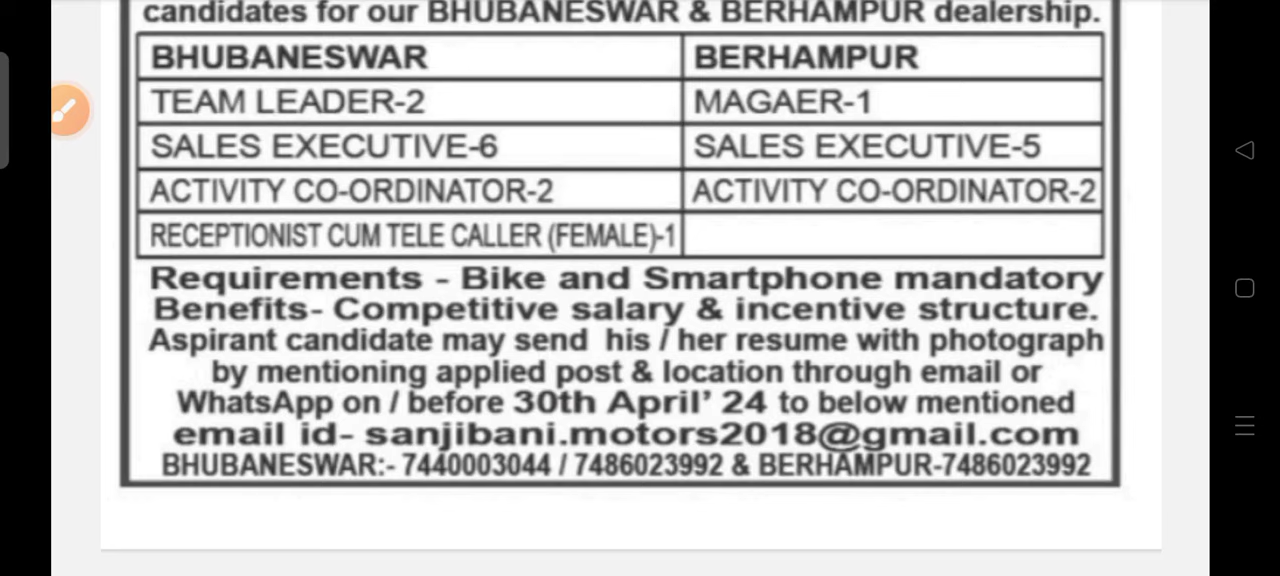 candidates for our BHUBANESWAR & BERHAMPUR dealership.
BHUBANESWAR BERHAMPUR
TEAM LEADER-2 MAGAER-1
SALES EXECUTIVE-6 SALES EXECUTIVE-5
ACTIVITY CO-ORDINATOR-2 ACTIVITY CO-ORDINATOR-2
RECEPTIONIST CUM TELE CALLER (FEMALE)-1
Requirements - Bike and Smartphone mandatory
Benefits- Competitive salary & incentive structure.
Aspirant candidate may send his / her resume with photograph
by mentioning applied post & location through email or
WhatsApp on / before 30th April’ 24 to below mentioned
email id- sanjibani.motors2018@gmail.com
BHUBANESWAR:- 7440003044 / 7486023992 & BERHAMPUR-7486023992